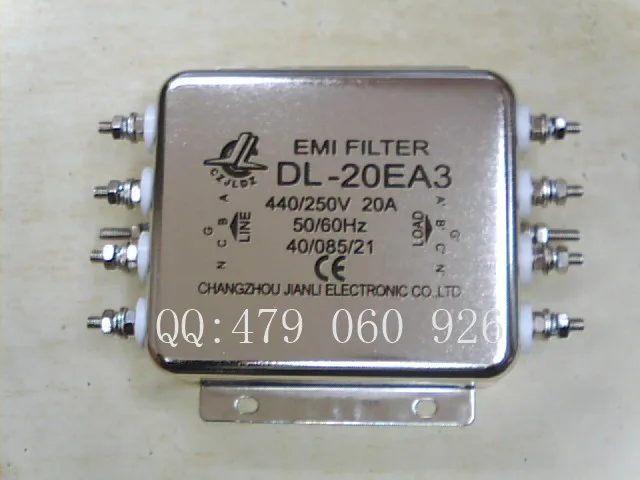 EMI FILTER
CZJLDZ
DL-20EA3
440/250V 20A
50/60Hz
40/085/21
A
B
C
N
G
LINE
LOAD
A'
B'
C
N
G
CE
CHANGZHOU JIANLI ELECTRONIC CO.,LTD
QQ:479 060 926